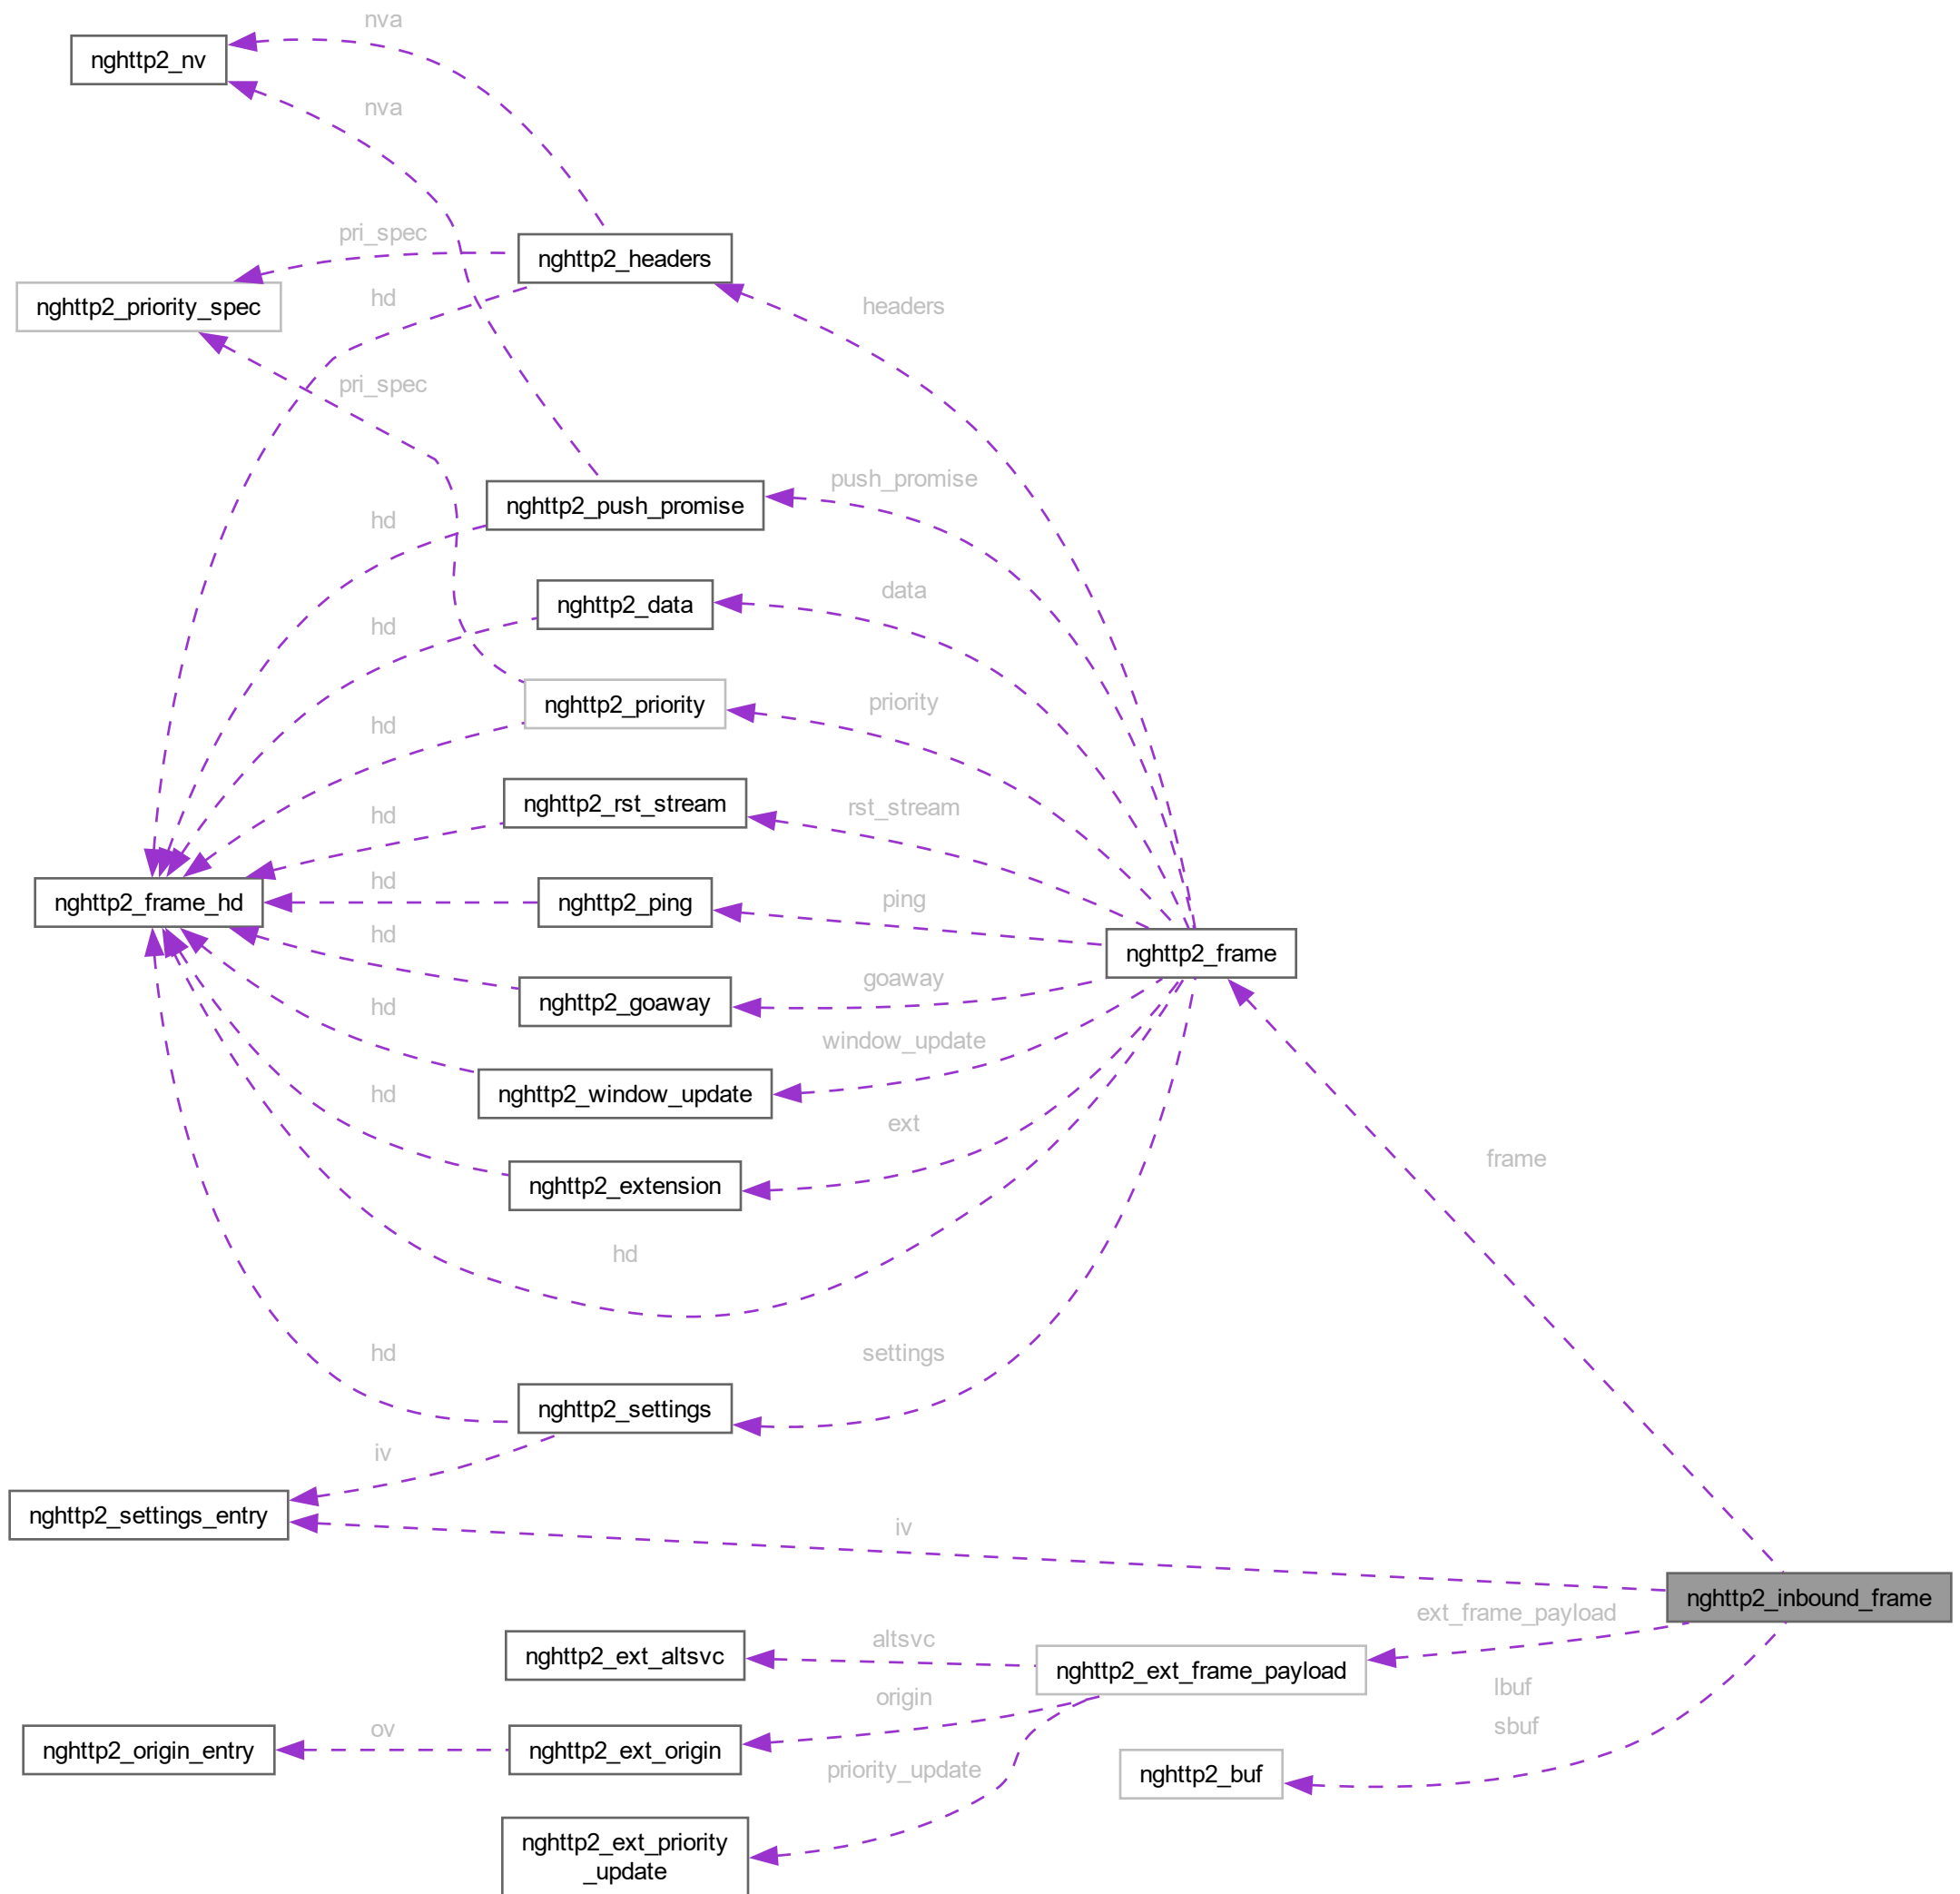 nva
nghttp2_nv
nva
pri_spec
nghttp2_headers
hd
nghttp2_priority_spec
headers
pri_spec
push_promise
nghttp2_push_promise
hd
data
nghttp2_data
hd
priority
nghttp2_priority
hd
rst_stream
nghttp2_rst_stream
hd
hd
ping
nghttp2_frame_hd
nghttp2_ping
hd
nghttp2_frame
goaway
nghttp2_goaway
hd
window_update
nghttp2_window_update
hd
ext
frame
nghttp2_extension
hd
hd
settings
nghttp2_settings
iv
nghttp2_settings_entry
iv
nghttp2_inbound_frame
ext_frame_payload
altsvc
nghttp2_ext_altsvc
nghttp2_ext_frame_payload
lbuf
sbuf
origin
ov
nghttp2_origin_entry
nghttp2_ext_origin
priority_update
nghttp2_buf
nghttp2_ext_priority
_update